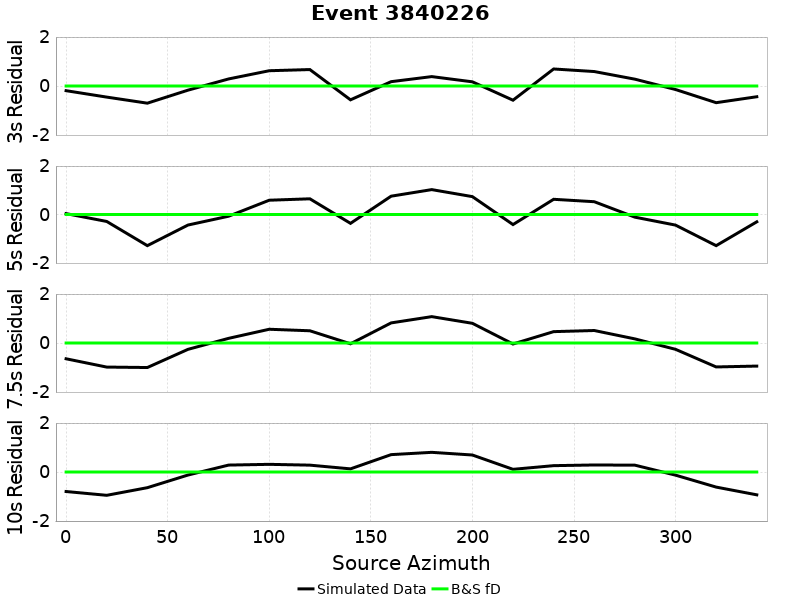 Event 3840226
3s Residual
2
0
-2
5s Residual
2
0
-2
7.5s Residual
2
0
-2
10s Residual
2
0
-2
0 50 100 150 200 250 300
Source Azimuth
Simulated Data B&S fD